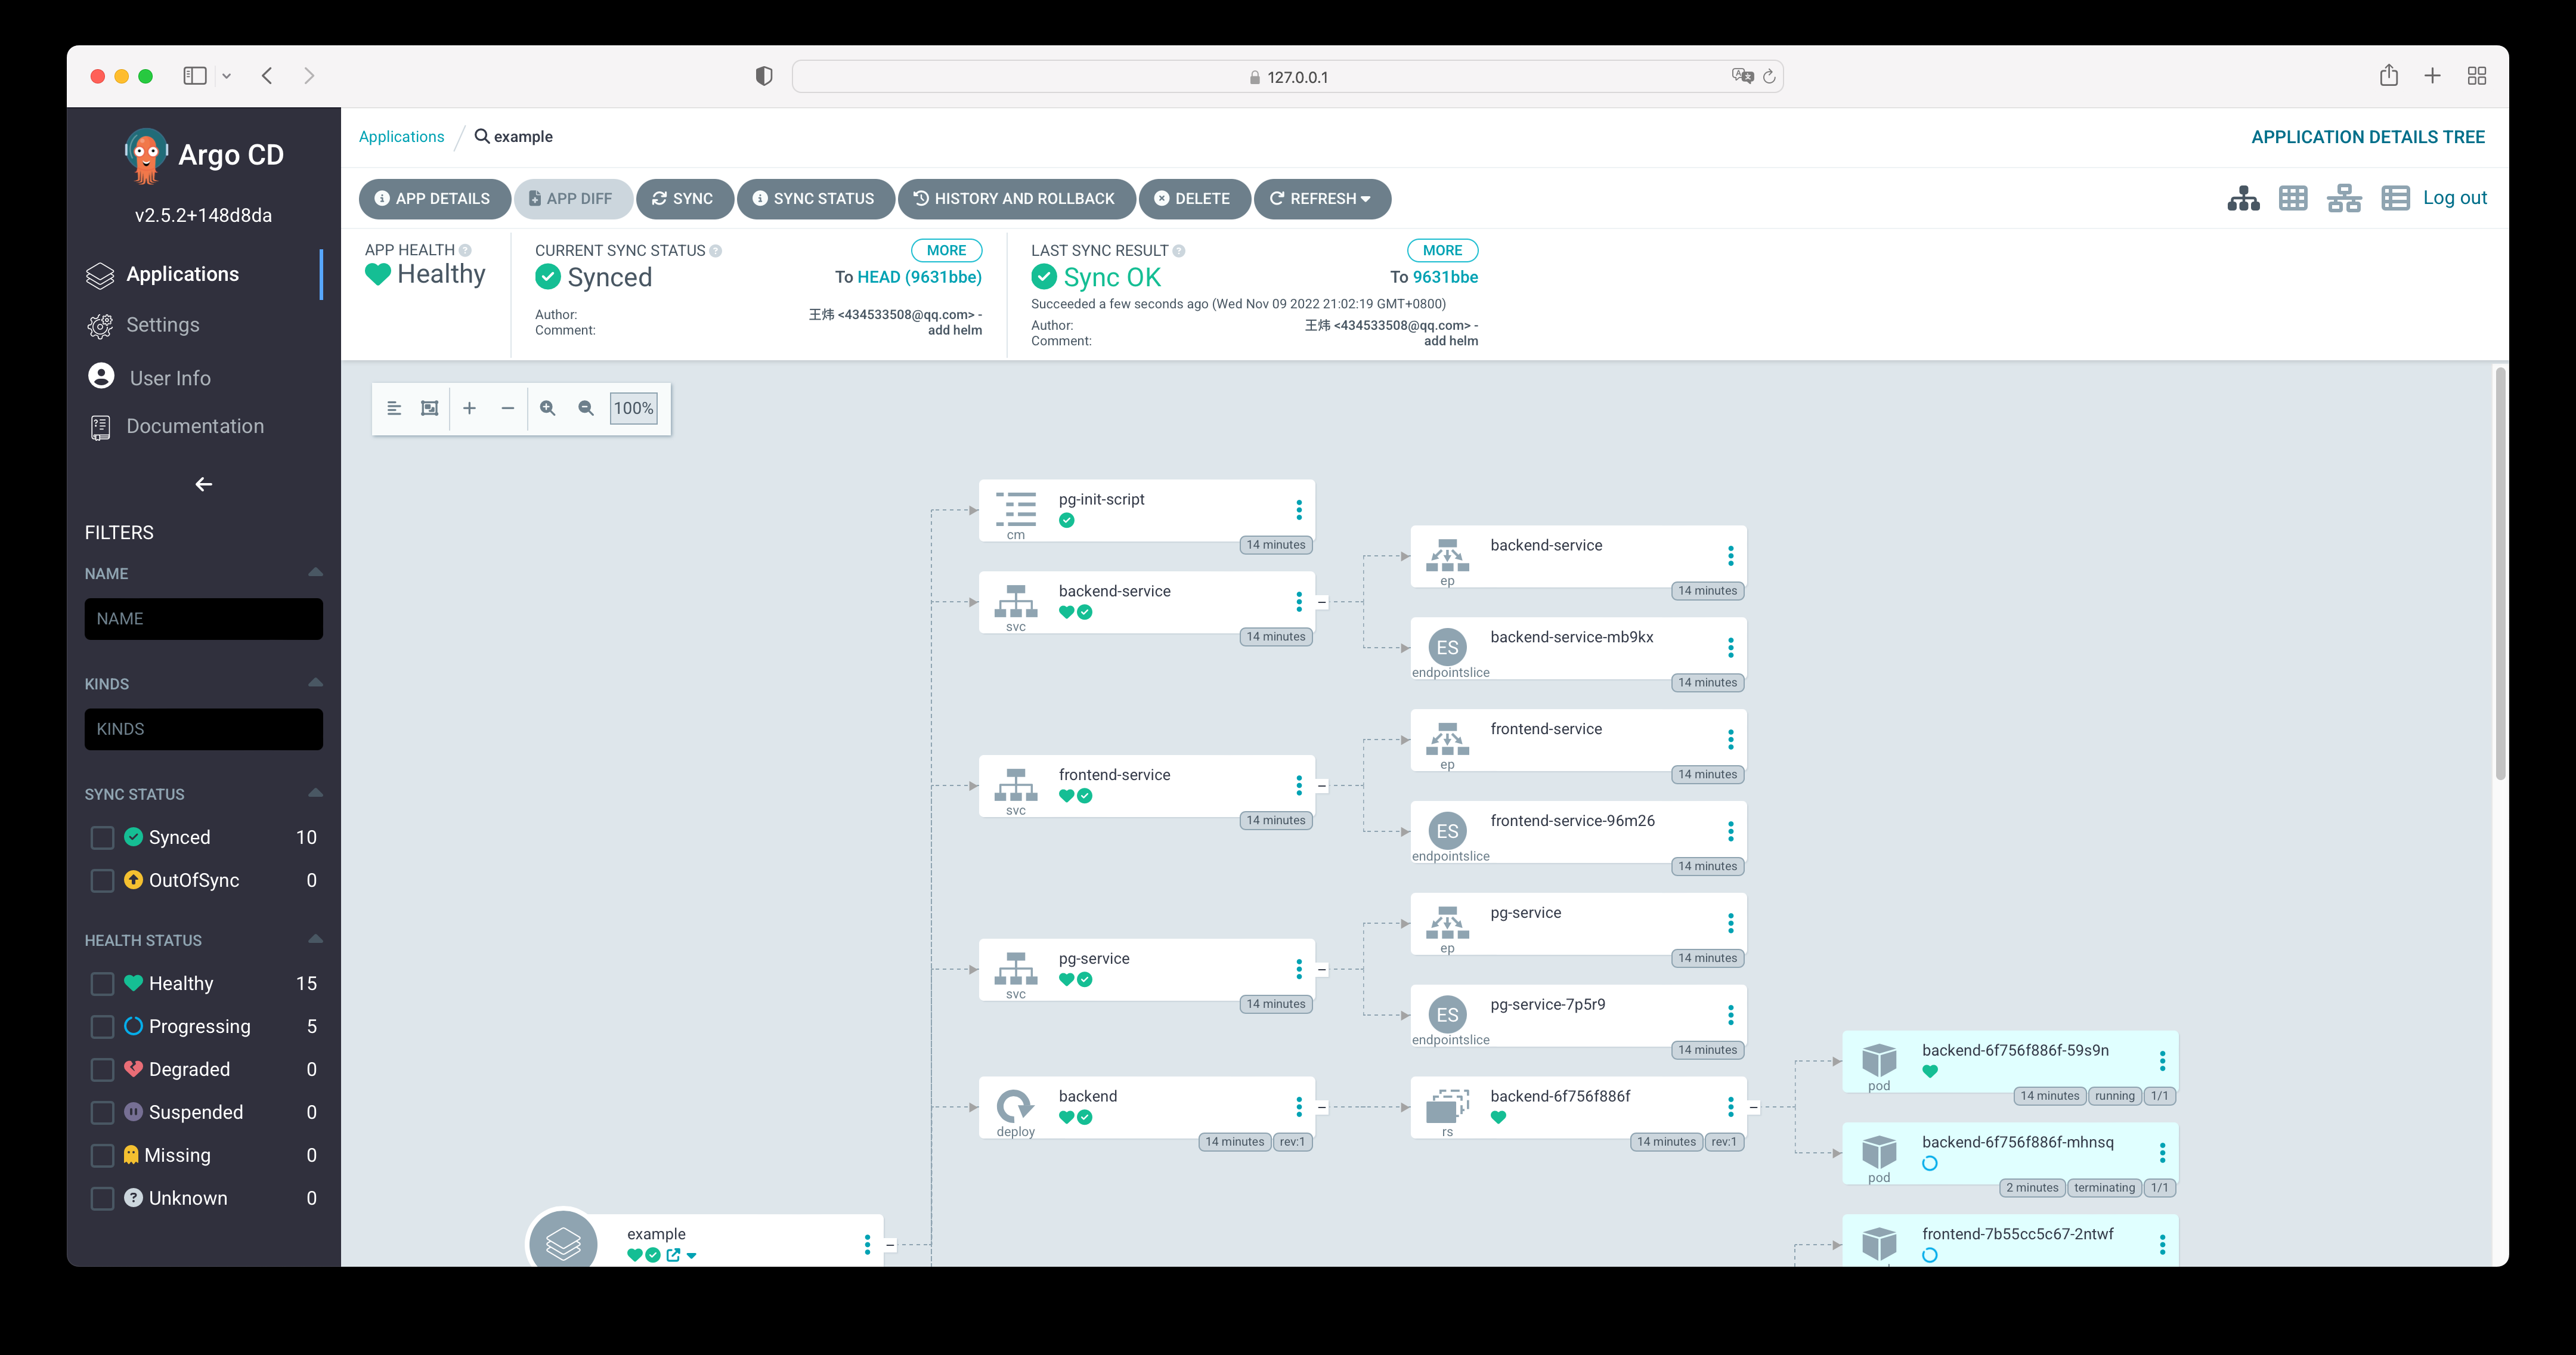 127.0.0.1
Argo CD
v2.5.2+148d8da
Applications
Settings
User Info
Documentation
FILTERS
NAME
NAME
KINDS
KINDS
SYNC STATUS
Synced 10
OutOfSync 0
HEALTH STATUS
Healthy 15
Progressing 5
Degraded 0
Suspended 0
Missing 0
Unknown 0
Applications / example
APPLICATION DETAILS TREE
APP DETAILS APP DIFF SYNC SYNC STATUS HISTORY AND ROLLBACK DELETE REFRESH
Log out
APP HEALTH
Healthy
CURRENT SYNC STATUS MORE
Synced To HEAD (9631bbe)
Author: 王炜 <434533508@qq.com> -
Comment: add helm
LAST SYNC RESULT MORE
Sync OK To 9631bbe
Succeeded a few seconds ago (Wed Nov 09 2022 21:02:19 GMT+0800)
Author: 王炜 <434533508@qq.com> -
Comment: add helm
100%
pg-init-script
cm
14 minutes
backend-service
svc
14 minutes
backend-service
ep
14 minutes
ES
backend-service-mb9kx
endpointslice
14 minutes
frontend-service
svc
14 minutes
frontend-service
ep
14 minutes
ES
frontend-service-96m26
endpointslice
14 minutes
pg-service
svc
14 minutes
pg-service
ep
14 minutes
ES
pg-service-7p5r9
endpointslice
14 minutes
backend
deploy
14 minutes rev:1
backend-6f756f886f
rs
14 minutes rev:1
backend-6f756f886f-59s9n
pod
14 minutes running 1/1
backend-6f756f886f-mhnsq
pod
2 minutes terminating 1/1
frontend-7b55cc5c67-2ntwf
example